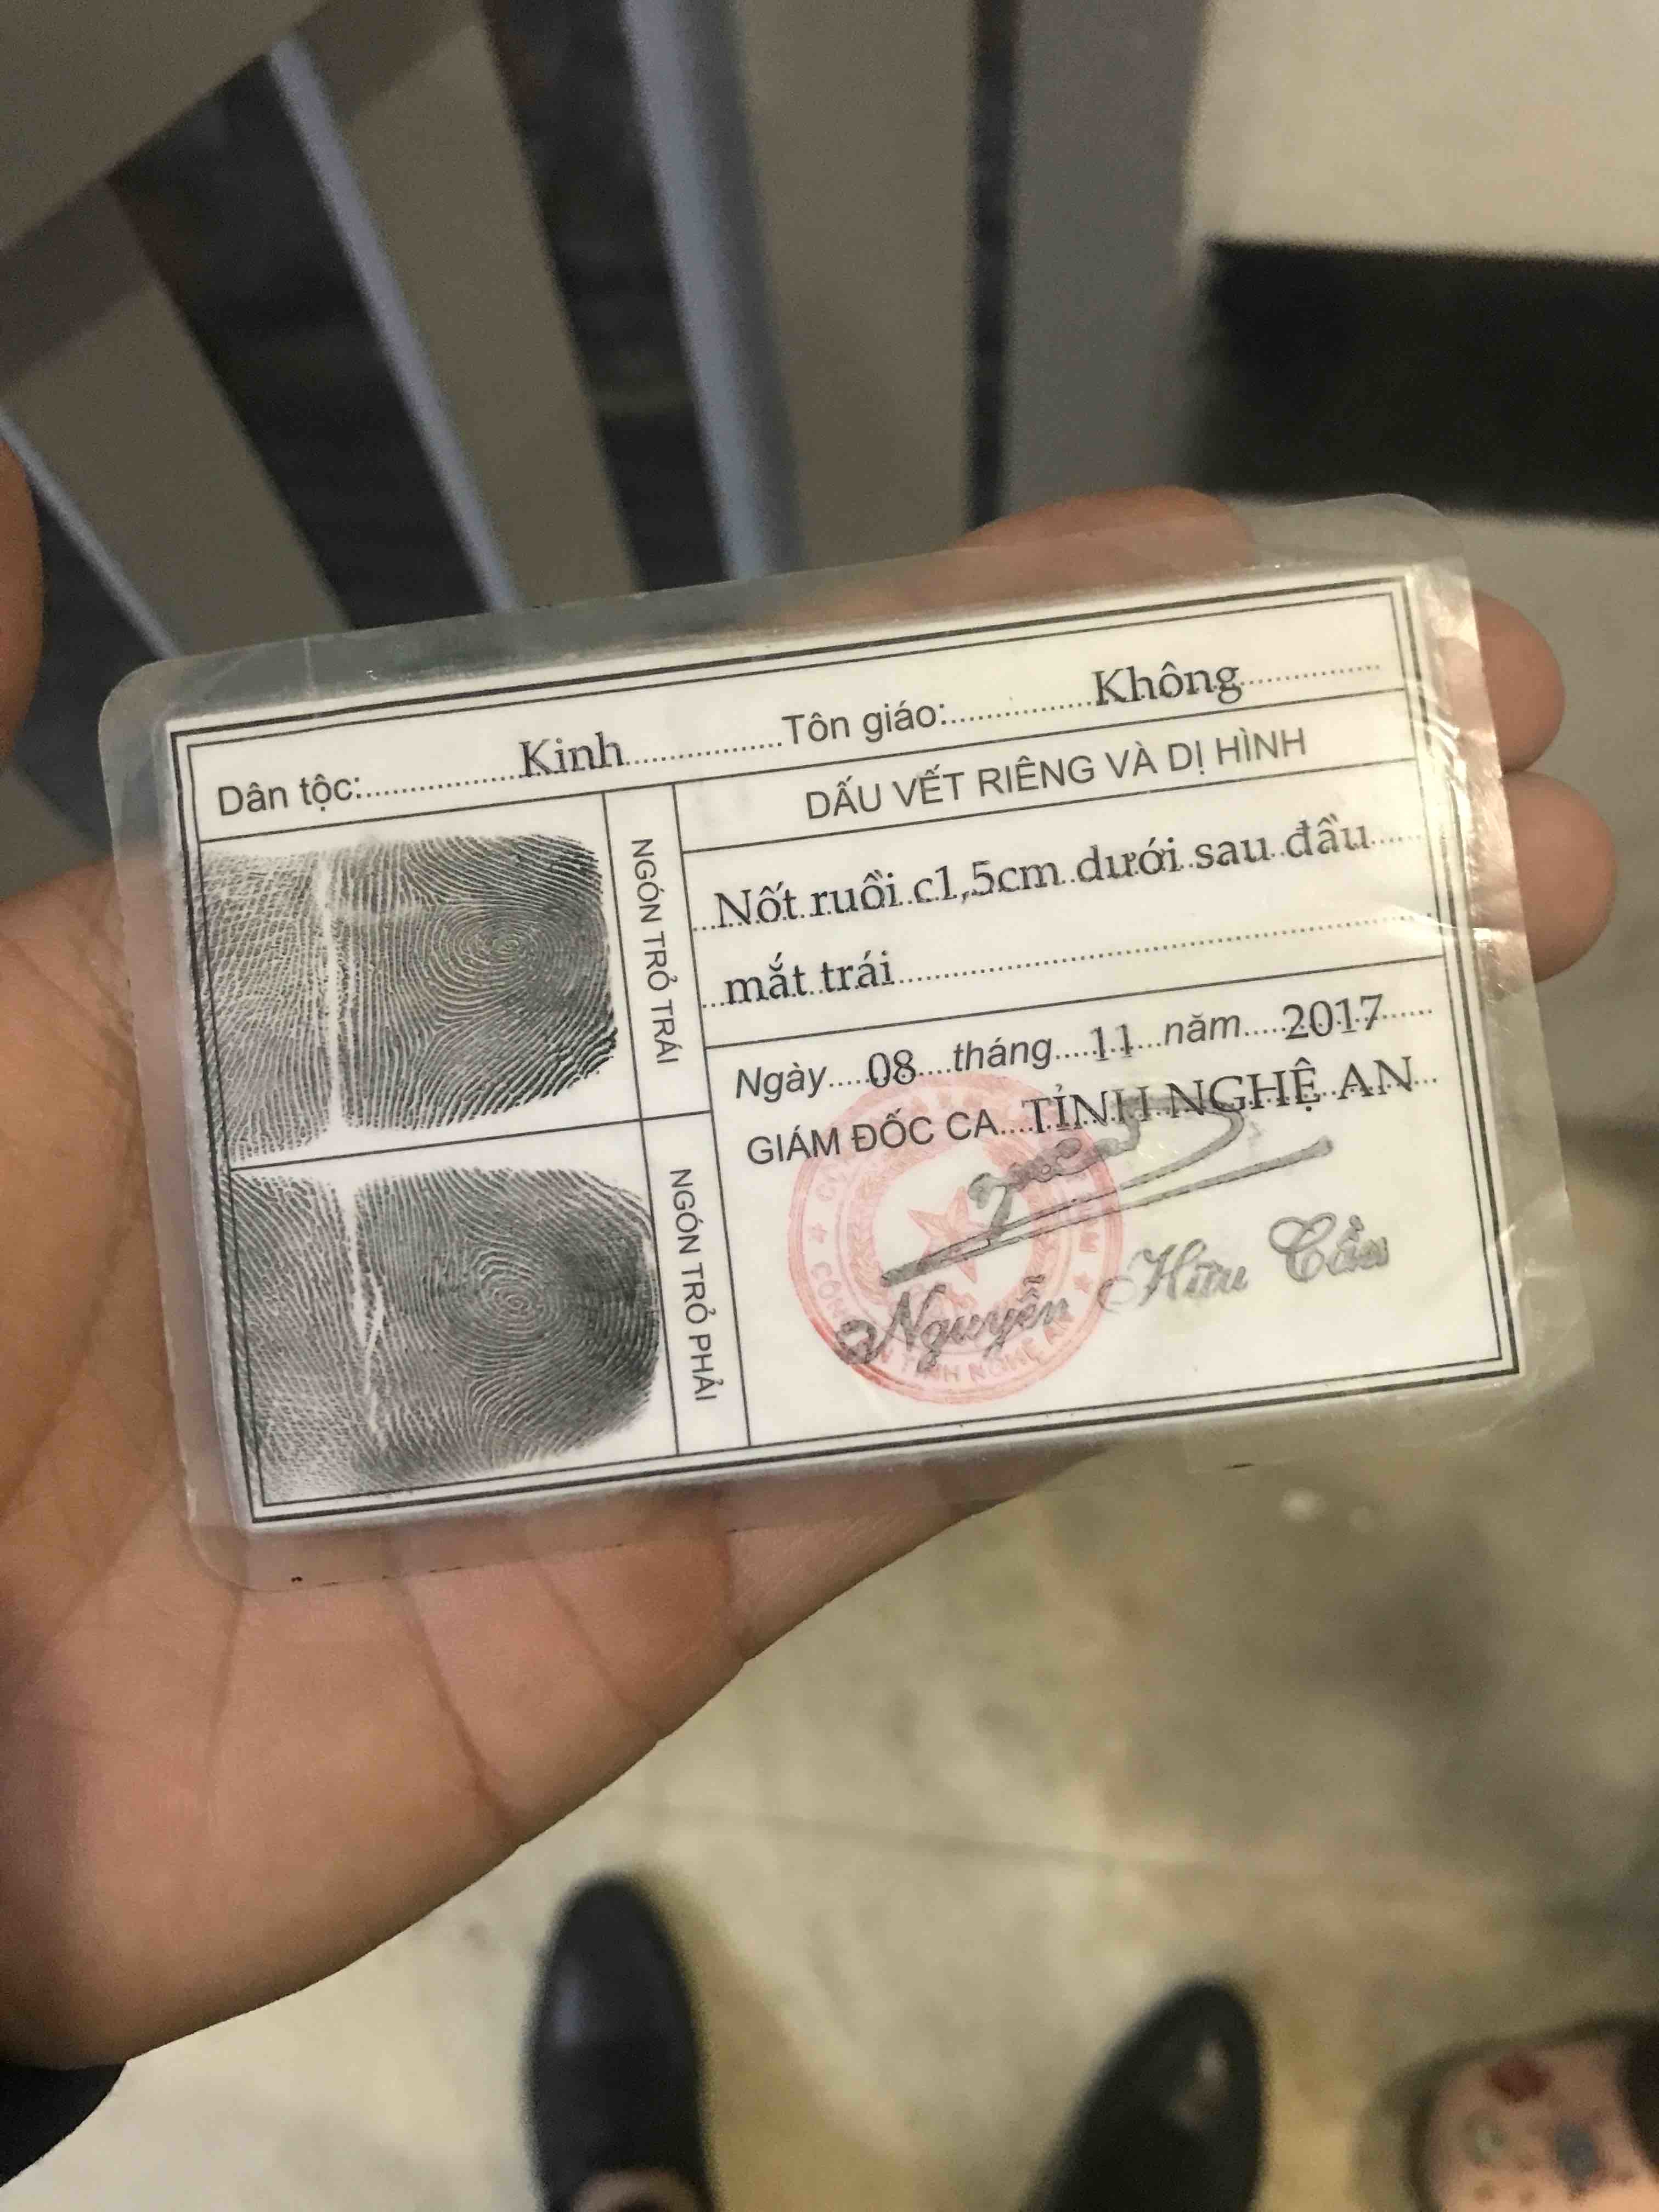 Dân tộc: Kinh Tôn giáo: Không
NGÓN TRỎ TRÁI
NGÓN TRỎ PHẢI
DẤU VẾT RIÊNG VÀ DỊ HÌNH
Nốt ruồi c1,5cm dưới sau đầu
mắt trái
Ngày 08 tháng 11 năm 2017
GIÁM ĐỐC CA TỈNH NGHỆ AN
Nguyễn Hữu Cầu